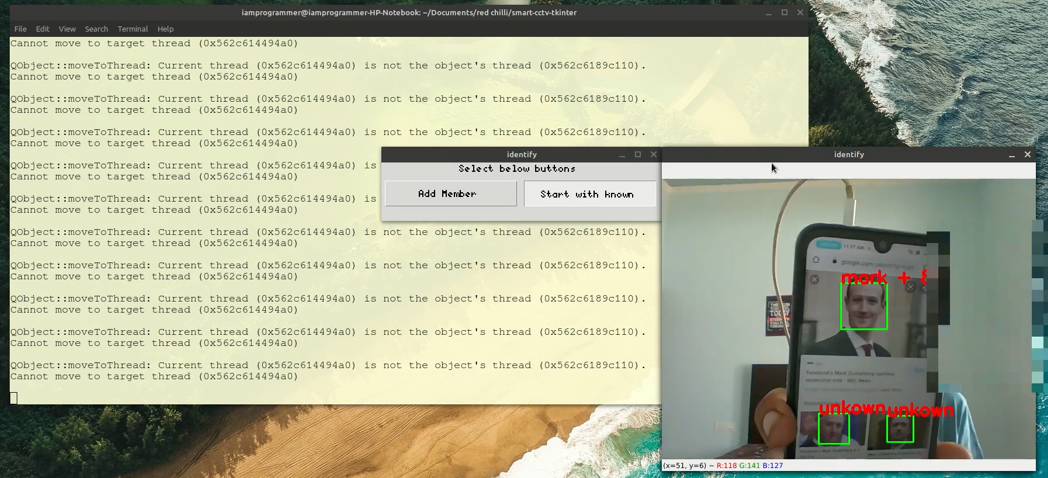 iamprogrammer@iamprogrammer-HP-Notebook: ~/Documents/red chilli/smart-cctv-tkinter
File Edit View Search Terminal Help
Cannot move to target thread (0x562c614494a0)
QObject::moveToThread: Current thread (0x562c614494a0) is not the object's thread (0x562c6189c110).
Cannot move to target thread (0x562c614494a0)
QObject::moveToThread: Current thread (0x562c614494a0) is not the object's thread (0x562c6189c110).
Cannot move to target thread (0x562c614494a0)
QObject::moveToThread: Current thread (0x562c614494a0) is not the object's thread (0x562c6189c110).
Cannot move to target thread (0x562c614494a0)
QObject::moveToThread: Current thread (0x562c614494a0) is
Cannot move to target thread (0x562c614494a0)
QObject::moveToThread: Current thread (0x562c614494a0) is
Cannot move to target thread (0x562c614494a0)
QObject::moveToThread: Current thread (0x562c614494a0) is not the object's thread (0x562c6189c110).
Cannot move to target thread (0x562c614494a0)
QObject::moveToThread: Current thread (0x562c614494a0) is not the object's thread (0x562c6189c110).
Cannot move to target thread (0x562c614494a0)
QObject::moveToThread: Current thread (0x562c614494a0) is not the object's thread (0x562c6189c110).
Cannot move to target thread (0x562c614494a0)
QObject::moveToThread: Current thread (0x562c614494a0) is not the object's thread (0x562c6189c110).
Cannot move to target thread (0x562c614494a0)
QObject::moveToThread: Current thread (0x562c614494a0) is not the object's thread (0x562c6189c110).
Cannot move to target thread (0x562c614494a0)
identify
Select below buttons
Add Member
Start with known
identify
11:37 AM
google.com
mark +
TODAY
Facebook's Mark Zuckerberg
unkown
unkown
(x=51, y=6) ~ R:118 G:141 B:127